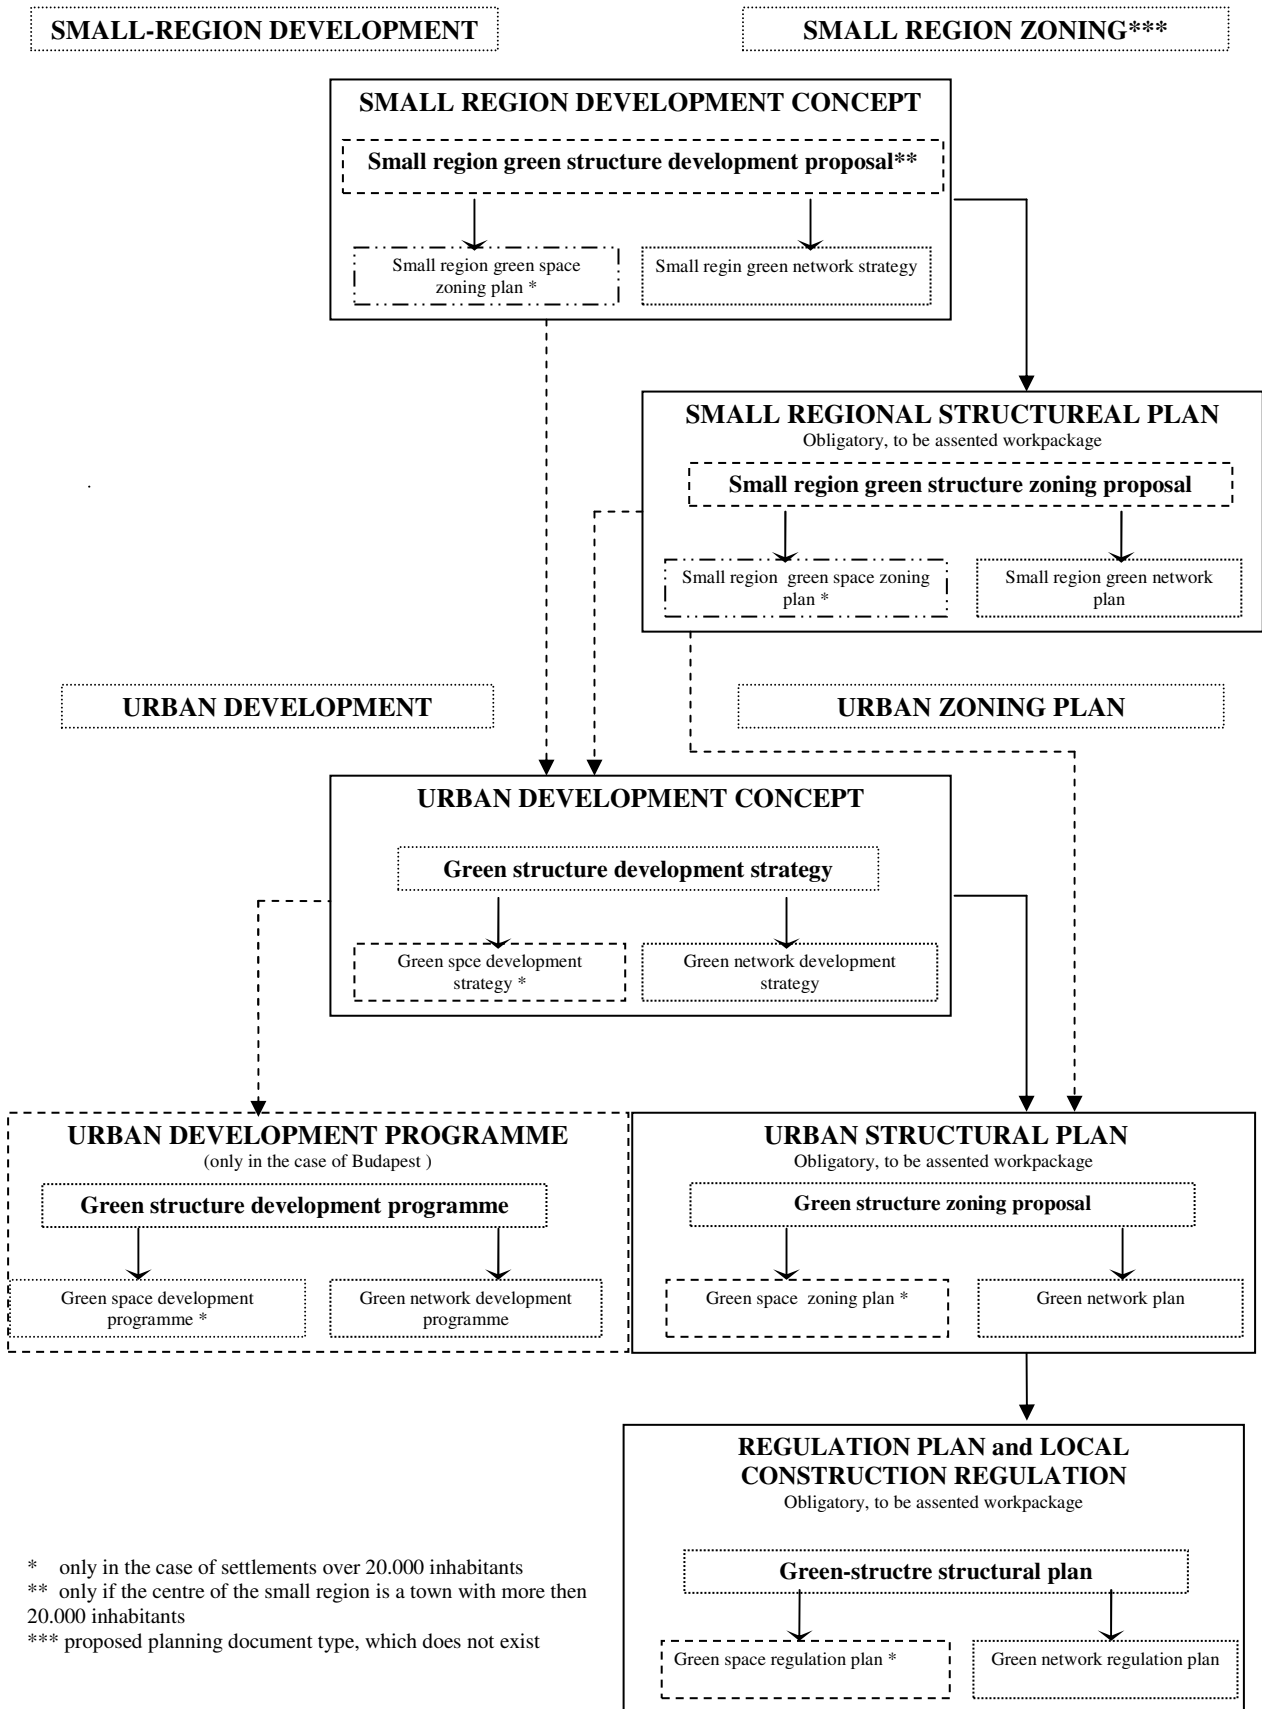 SMALL-REGION DEVELOPMENT
SMALL REGION ZONING***
SMALL REGION DEVELOPMENT CONCEPT
Small region green structure development proposal**
Small region green space
zoning plan *
Small regin green network strategy
SMALL REGIONAL STRUCTUREAL PLAN
Obligatory, to be assented workpackage
Small region green structure zoning proposal
Small region green space zoning
plan *
Small region green network
plan
URBAN DEVELOPMENT
URBAN ZONING PLAN
URBAN DEVELOPMENT CONCEPT
Green structure development strategy
Green spce development
strategy *
Green network development
strategy
URBAN DEVELOPMENT PROGRAMME
(only in the case of Budapest )
Green structure development programme
Green space development
programme *
Green network development
programme
URBAN STRUCTURAL PLAN
Obligatory, to be assented workpackage
Green structure zoning proposal
Green space zoning plan *
Green network plan
REGULATION PLAN and LOCAL
CONSTRUCTION REGULATION
Obligatory, to be assented workpackage
Green-structre structural plan
Green space regulation plan *
Green network regulation plan
* only in the case of settlements over 20.000 inhabitants
** only if the centre of the small region is a town with more then
20.000 inhabitants
*** proposed planning document type, which does not exist